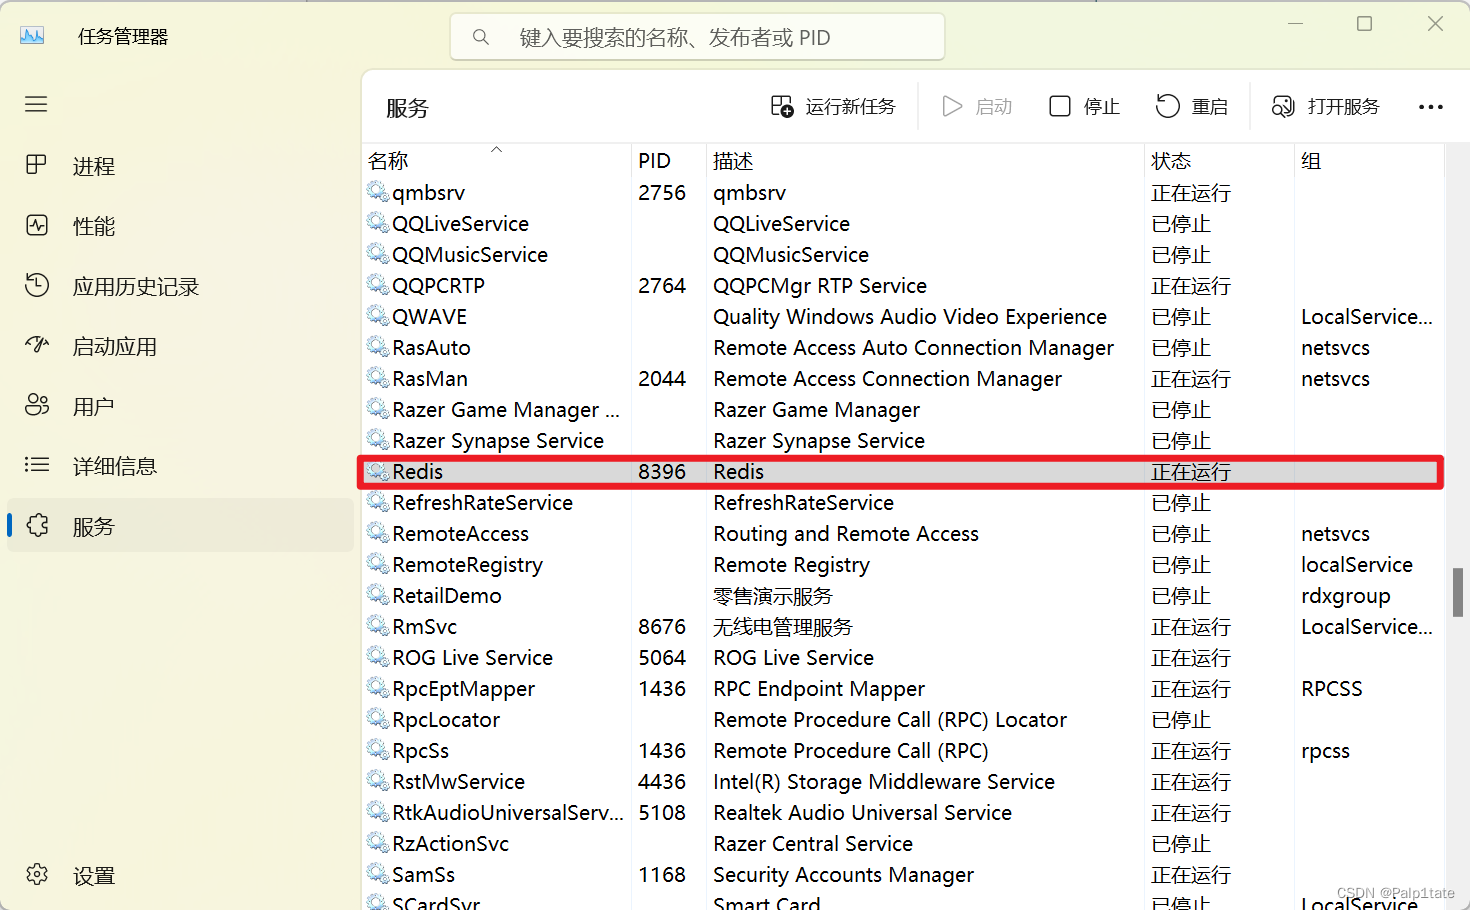 任务管理器
键入要搜索的名称、发布者或 PID
进程
性能
应用历史记录
启动应用
用户
详细信息
服务
设置
服务
运行新任务 启动 停止 重启 打开服务
名称 PID 描述 状态 组
qmbsrv 2756 qmbsrv 正在运行
QQLiveService QQLiveService 已停止
QQMusicService QQMusicService 已停止
QQPCRTP 2764 QQPCMgr RTP Service 正在运行
QWAVE Quality Windows Audio Video Experience 已停止 LocalService...
RasAuto Remote Access Auto Connection Manager 已停止 netsvcs
RasMan 2044 Remote Access Connection Manager 正在运行 netsvcs
Razer Game Manager ... Razer Game Manager 已停止
Razer Synapse Service Razer Synapse Service 已停止
Redis 8396 Redis 正在运行
RefreshRateService RefreshRateService 已停止
RemoteAccess Routing and Remote Access 已停止 netsvcs
RemoteRegistry Remote Registry 已停止 localService
RetailDemo 零售演示服务 已停止 rdxgroup
RmSvc 8676 无线电管理服务 正在运行 LocalService...
ROG Live Service 5064 ROG Live Service 正在运行
RpcEptMapper 1436 RPC Endpoint Mapper 正在运行 RPCSS
RpcLocator Remote Procedure Call (RPC) Locator 已停止
RpcSs 1436 Remote Procedure Call (RPC) 正在运行 rpcss
RstMwService 4436 Intel(R) Storage Middleware Service 正在运行
RtkAudioUniversalServ... 5108 Realtek Audio Universal Service 正在运行
RzActionSvc Razer Central Service 已停止
SamSs 1168 Security Accounts Manager 正在运行
SCardSvr Smart Card 已停止 LocalService...
CSDN @Palp1tate